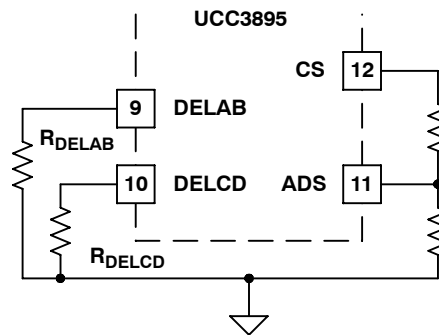 UCC3895
CS 12
9 DELAB
R_DELAB
10 DELCD
ADS 11
R_DELCD